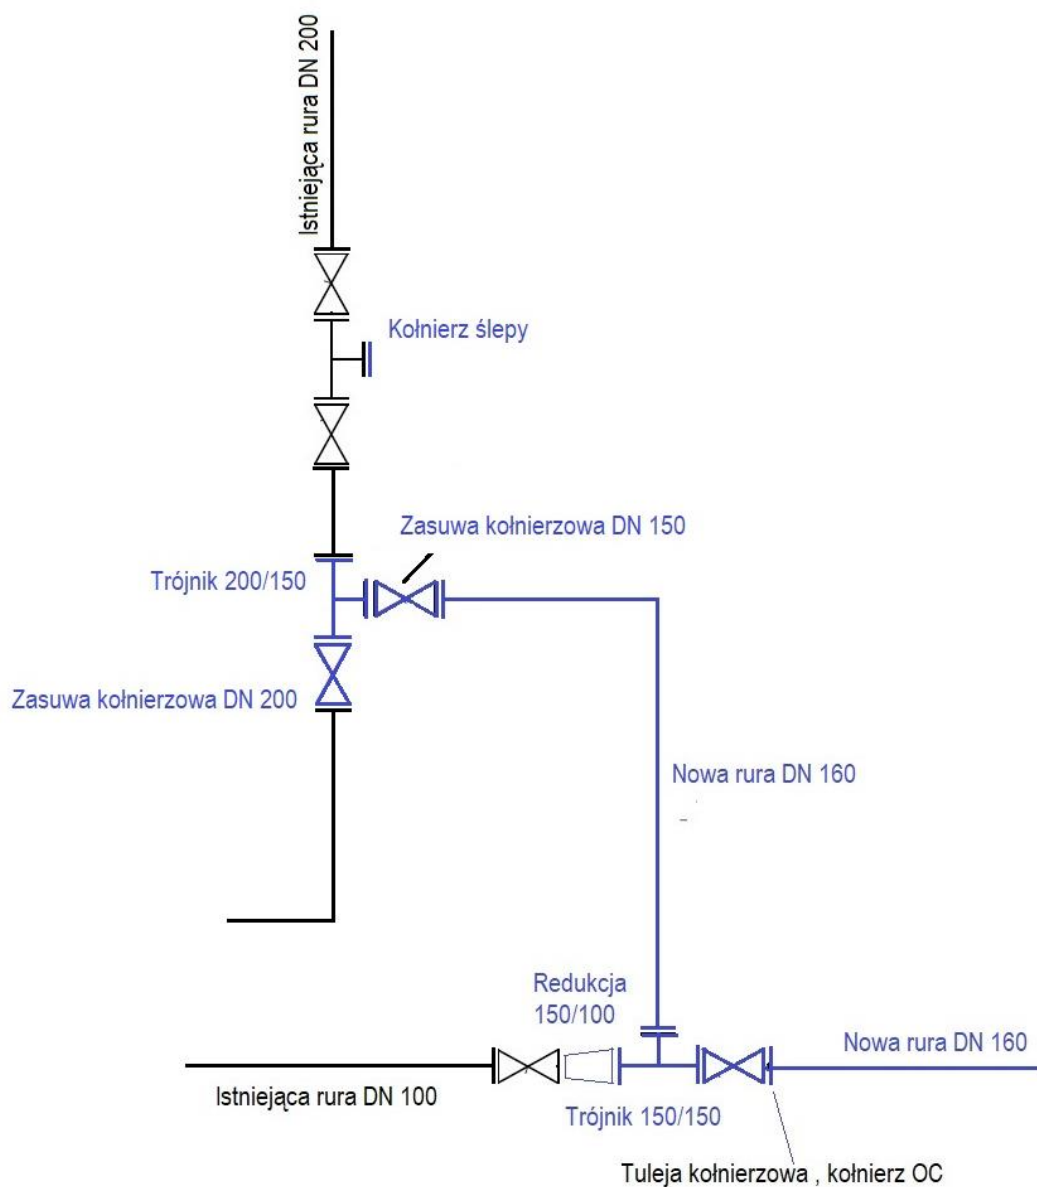 Istniejąca rura DN 200
Kołnierz ślepy
Zasuwa kołnierzowa DN 150
Trójnik 200/150
Zasuwa kołnierzowa DN 200
Nowa rura DN 160
Redukcja
150/100
Nowa rura DN 160
Istniejąca rura DN 100
Trójnik 150/150
Tuleja kołnierzowa , kołnierz OC